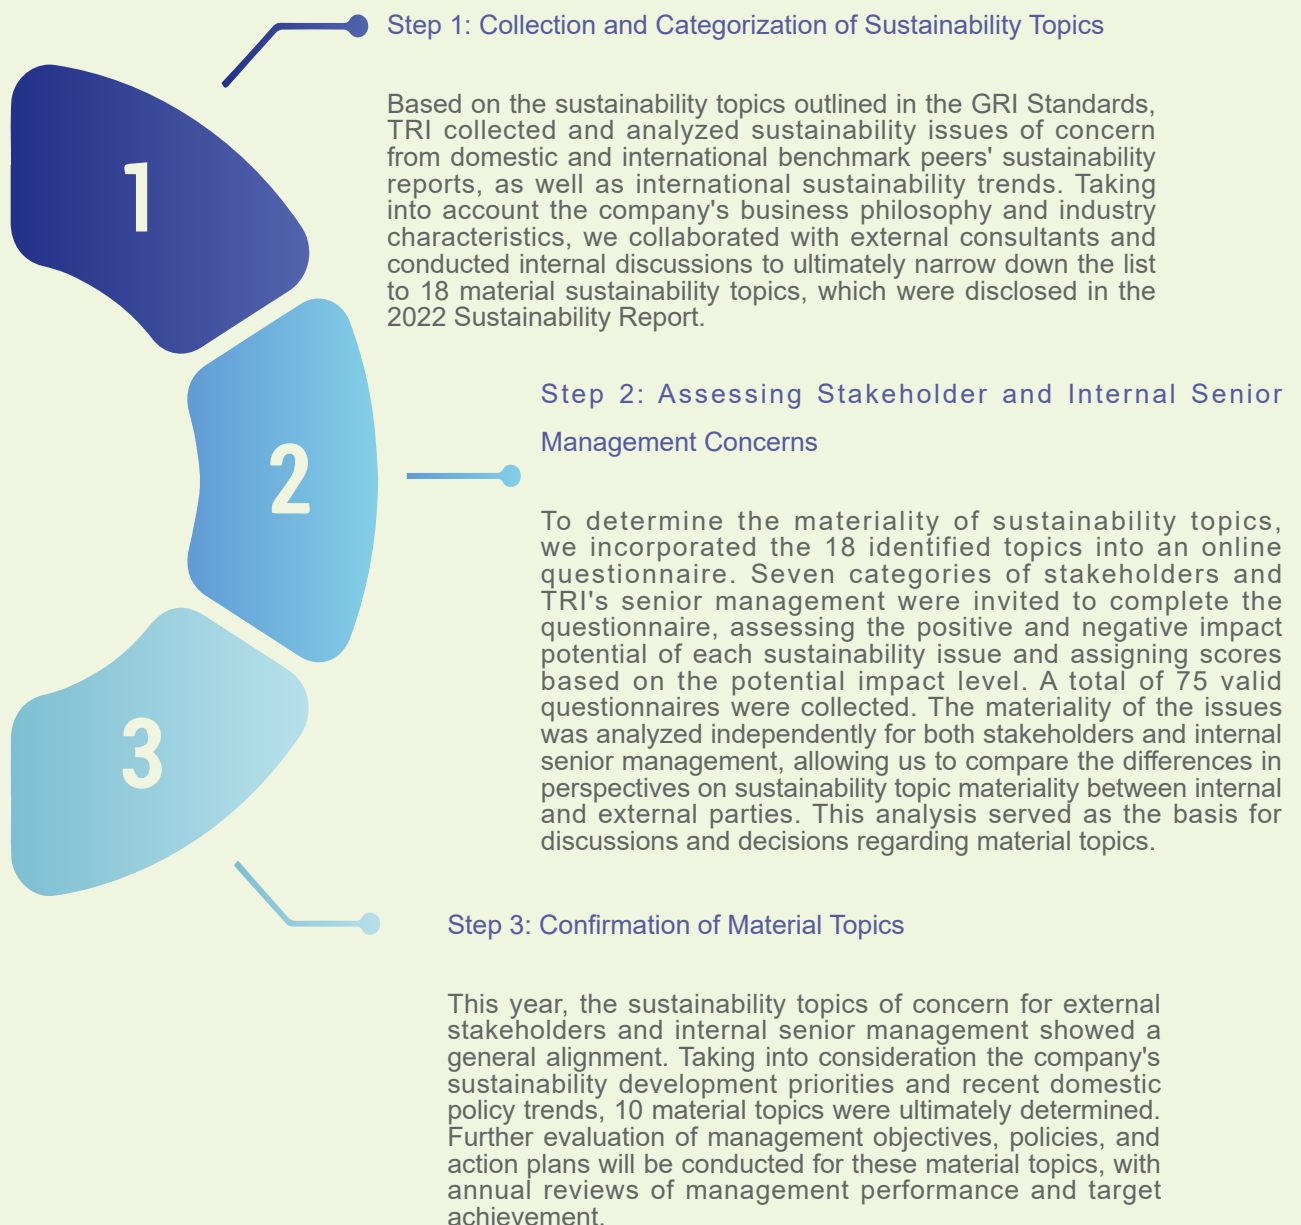 Step 1: Collection and Categorization of Sustainability Topics
1
Based on the sustainability topics outlined in the GRI Standards,
TRI collected and analyzed sustainability issues of concern
from domestic and international benchmark peers' sustainability
reports, as well as international sustainability trends. Taking
into account the company's business philosophy and industry
characteristics, we collaborated with external consultants and
conducted internal discussions to ultimately narrow down the list
to 18 material sustainability topics, which were disclosed in the
2022 Sustainability Report.
2
Step 2: Assessing Stakeholder and Internal Senior
Management Concerns
To determine the materiality of sustainability topics,
we incorporated the 18 identified topics into an online
questionnaire. Seven categories of stakeholders and
TRI's senior management were invited to complete the
questionnaire, assessing the positive and negative impact
potential of each sustainability issue and assigning scores
based on the potential impact level. A total of 75 valid
questionnaires were collected. The materiality of the issues
was analyzed independently for both stakeholders and internal
senior management, allowing us to compare the differences in
perspectives on sustainability topic materiality between internal
and external parties. This analysis served as the basis for
discussions and decisions regarding material topics.
3
Step 3: Confirmation of Material Topics
This year, the sustainability topics of concern for external
stakeholders and internal senior management showed a
general alignment. Taking into consideration the company's
sustainability development priorities and recent domestic
policy trends, 10 material topics were ultimately determined.
Further evaluation of management objectives, policies, and
action plans will be conducted for these material topics, with
annual reviews of management performance and target
achievement.